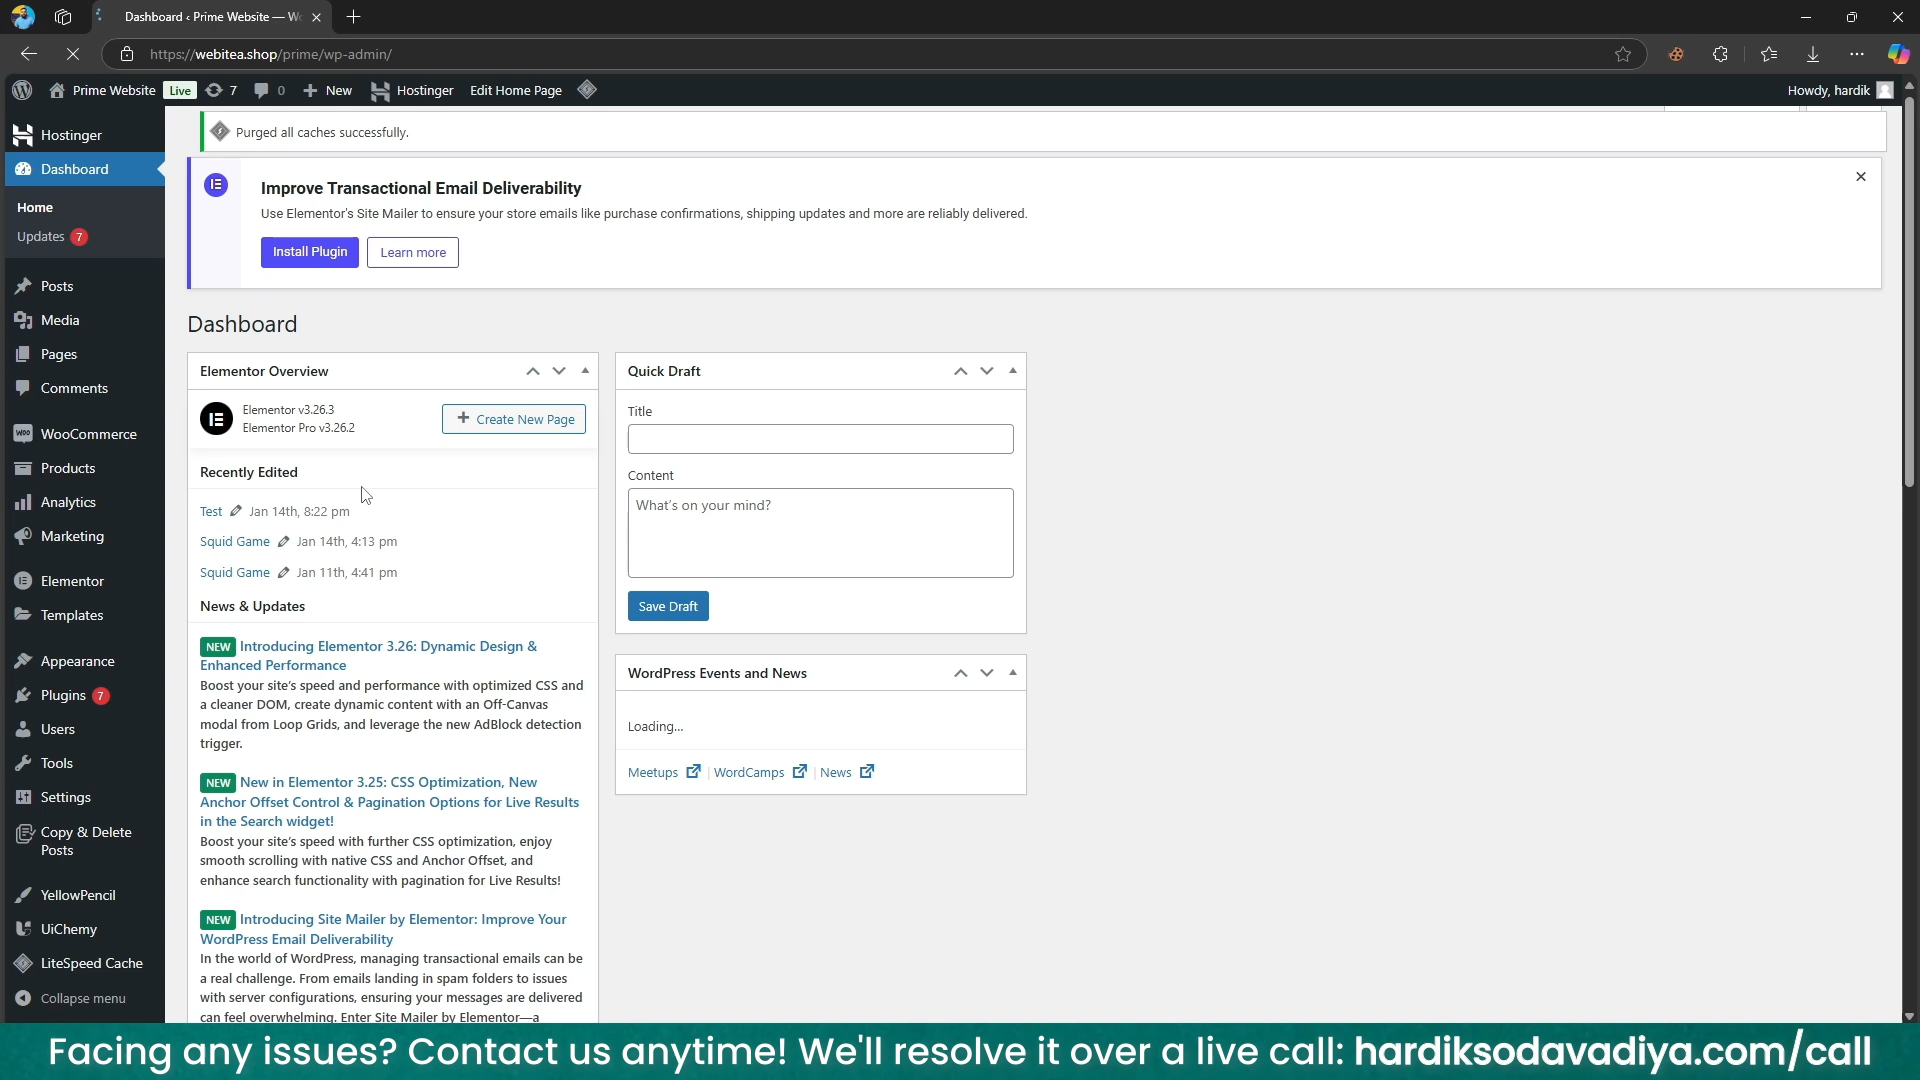 Dashboard ‹ Prime Website — Wo
https://webitea.shop/prime/wp-admin/
Prime Website Live 7 0 New Hostinger Edit Home Page Howdy, hardik
Hostinger
Dashboard
Home
Updates 7
Posts
Media
Pages
Comments
WooCommerce
Products
Analytics
Marketing
Elementor
Templates
Appearance
Plugins 7
Users
Tools
Settings
Copy & Delete
Posts
YellowPencil
UiChemy
LiteSpeed Cache
Collapse menu
Purged all caches successfully.
Improve Transactional Email Deliverability
Use Elementor's Site Mailer to ensure your store emails like purchase confirmations, shipping updates and more are reliably delivered.
Install Plugin Learn more
Dashboard
Elementor Overview
Elementor v3.26.3
Elementor Pro v3.26.2
Create New Page
Recently Edited
Test Jan 14th, 8:22 pm
Squid Game Jan 14th, 4:13 pm
Squid Game Jan 11th, 4:41 pm
News & Updates
NEW Introducing Elementor 3.26: Dynamic Design &
Enhanced Performance
Boost your site's speed and performance with optimized CSS and
a cleaner DOM, create dynamic content with an Off-Canvas
modal from Loop Grids, and leverage the new AdBlock detection
trigger.
NEW New in Elementor 3.25: CSS Optimization, New
Anchor Offset Control & Pagination Options for Live Results
in the Search widget!
Boost your site's speed with further CSS optimization, enjoy
smooth scrolling with native CSS and Anchor Offset, and
enhance search functionality with pagination for Live Results!
NEW Introducing Site Mailer by Elementor: Improve Your
WordPress Email Deliverability
In the world of WordPress, managing transactional emails can be
a real challenge. From emails landing in spam folders to issues
with server configurations, ensuring your messages are delivered
can feel overwhelming. Enter Site Mailer by Elementor—a
Quick Draft
Title
Content
What's on your mind?
Save Draft
WordPress Events and News
Loading...
Meetups | WordCamps | News
Facing any issues? Contact us anytime! We'll resolve it over a live call: hardiksodavadiya.com/call